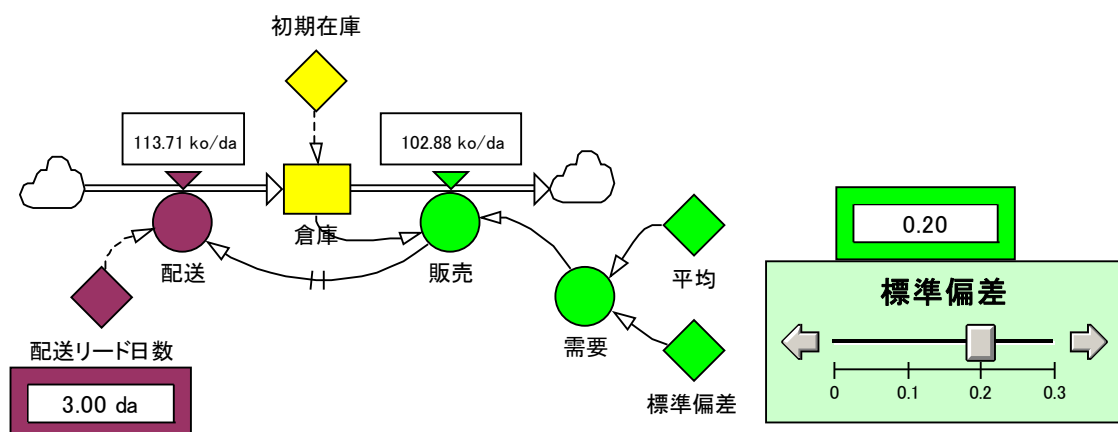 初期在庫
113.71 ko/da
102.88 ko/da
倉庫
配送
販売
平均
需要
配送リード日数
3.00 da
標準偏差
0.20
標準偏差
0
0.1
0.2
0.3